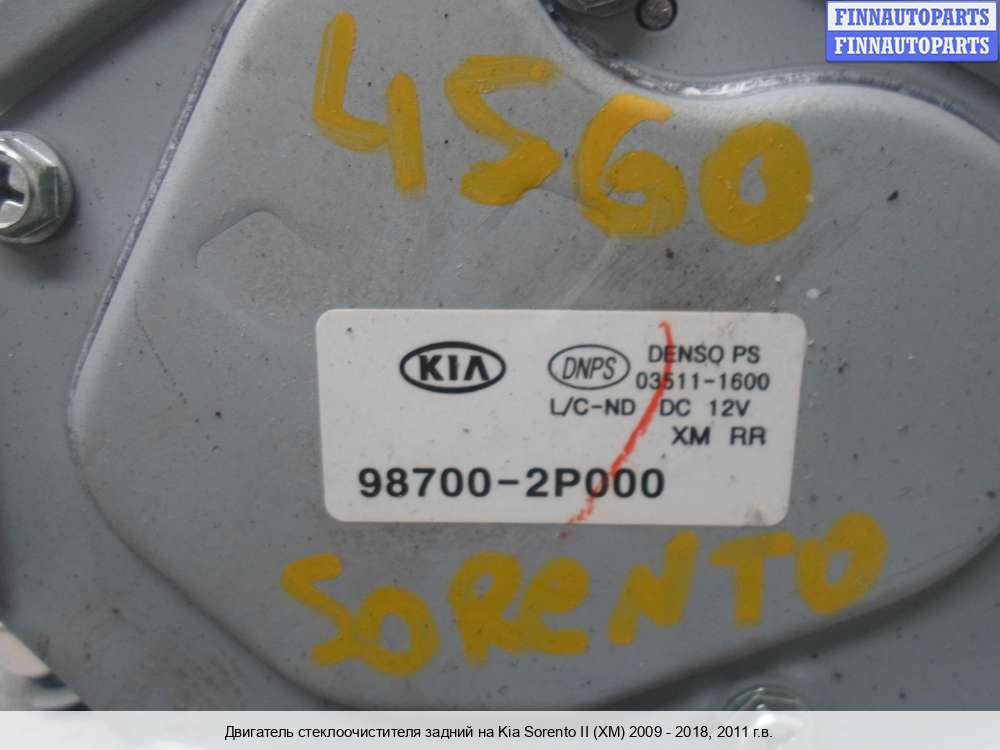 FINNAUTOPARTS
FINNAUTOPARTS
4560
KIA
DNPS
DENSO PS
03511-1600
L/C-ND DC 12V
XM RR
98700-2P000
SORENTO
Двигатель стеклоочистителя задний на Kia Sorento II (XM) 2009 - 2018, 2011 г.в.